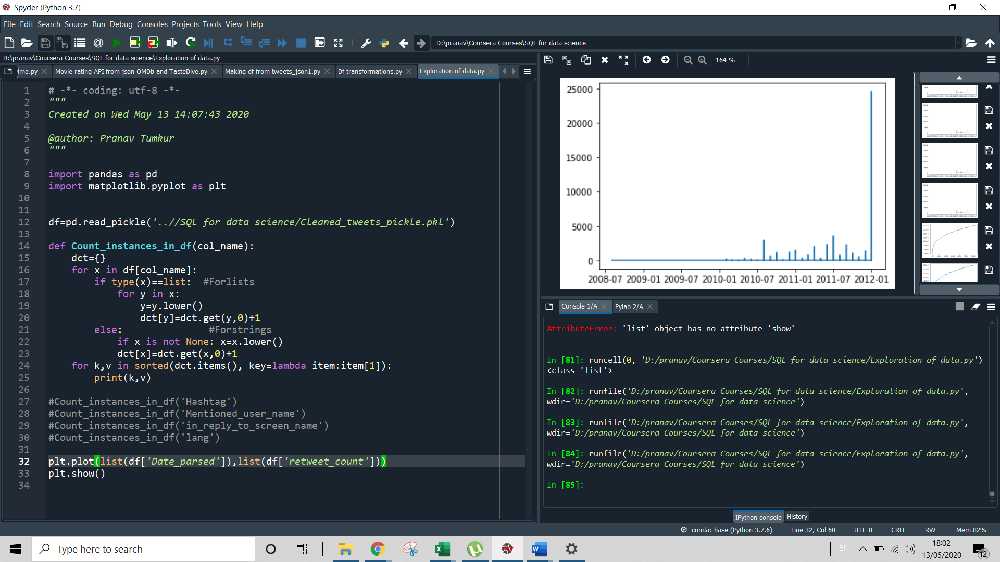 Spyder (Python 3.7)
File Edit Search Source Run Debug Consoles Projects Tools View Help
D:\pranav\Coursera Courses\SQL for data science
D:\pranav\Coursera Courses\SQL for data science\Exploration of data.py
ime.py Movie rating API from json OMDb and TasteDive.py Making df from tweets_json1.py Df transformations.py Exploration of data.py
1 # -*- coding: utf-8 -*-
2 """
3 Created on Wed May 13 14:07:43 2020
4
5 @author: Pranav Tumkur
6 """
7
8 import pandas as pd
9 import matplotlib.pyplot as plt
10
11
12 df=pd.read_pickle('..//SQL for data science/Cleaned_tweets_pickle.pkl')
13
14 def Count_instances_in_df(col_name):
15 dct={}
16 for x in df[col_name]:
17 if type(x)==list: #Forlists
18 for y in x:
19 y=y.lower()
20 dct[y]=dct.get(y,0)+1
21 else: #Forstrings
22 if x is not None: x=x.lower()
23 dct[x]=dct.get(x,0)+1
24 for k,v in sorted(dct.items(), key=lambda item:item[1]):
25 print(k,v)
26
27 #Count_instances_in_df('Hashtag')
28 #Count_instances_in_df('Mentioned_user_name')
29 #Count_instances_in_df('in_reply_to_screen_name')
30 #Count_instances_in_df('lang')
31
32 plt.plot(list(df['Date_parsed']),list(df['retweet_count']))
33 plt.show()
34
164 %
25000
20000
15000
10000
5000
0
2008-07 2009-01 2009-07 2010-01 2010-07 2011-01 2011-07 2012-01
Console 1/A Pylab 2/A
AttributeError: 'list' object has no attribute 'show'
In [81]: runcell(0, 'D:/pranav/Coursera Courses/SQL for data science/Exploration of data.py')
<class 'list'>
In [82]: runfile('D:/pranav/Coursera Courses/SQL for data science/Exploration of data.py',
wdir='D:/pranav/Coursera Courses/SQL for data science')
In [83]: runfile('D:/pranav/Coursera Courses/SQL for data science/Exploration of data.py',
wdir='D:/pranav/Coursera Courses/SQL for data science')
In [84]: runfile('D:/pranav/Coursera Courses/SQL for data science/Exploration of data.py',
wdir='D:/pranav/Coursera Courses/SQL for data science')
In [85]:
IPython console History
conda: base (Python 3.7.6) Line 32, Col 60 UTF-8 CRLF RW Mem 82%
Type here to search
EN
18:02
13/05/2020
12